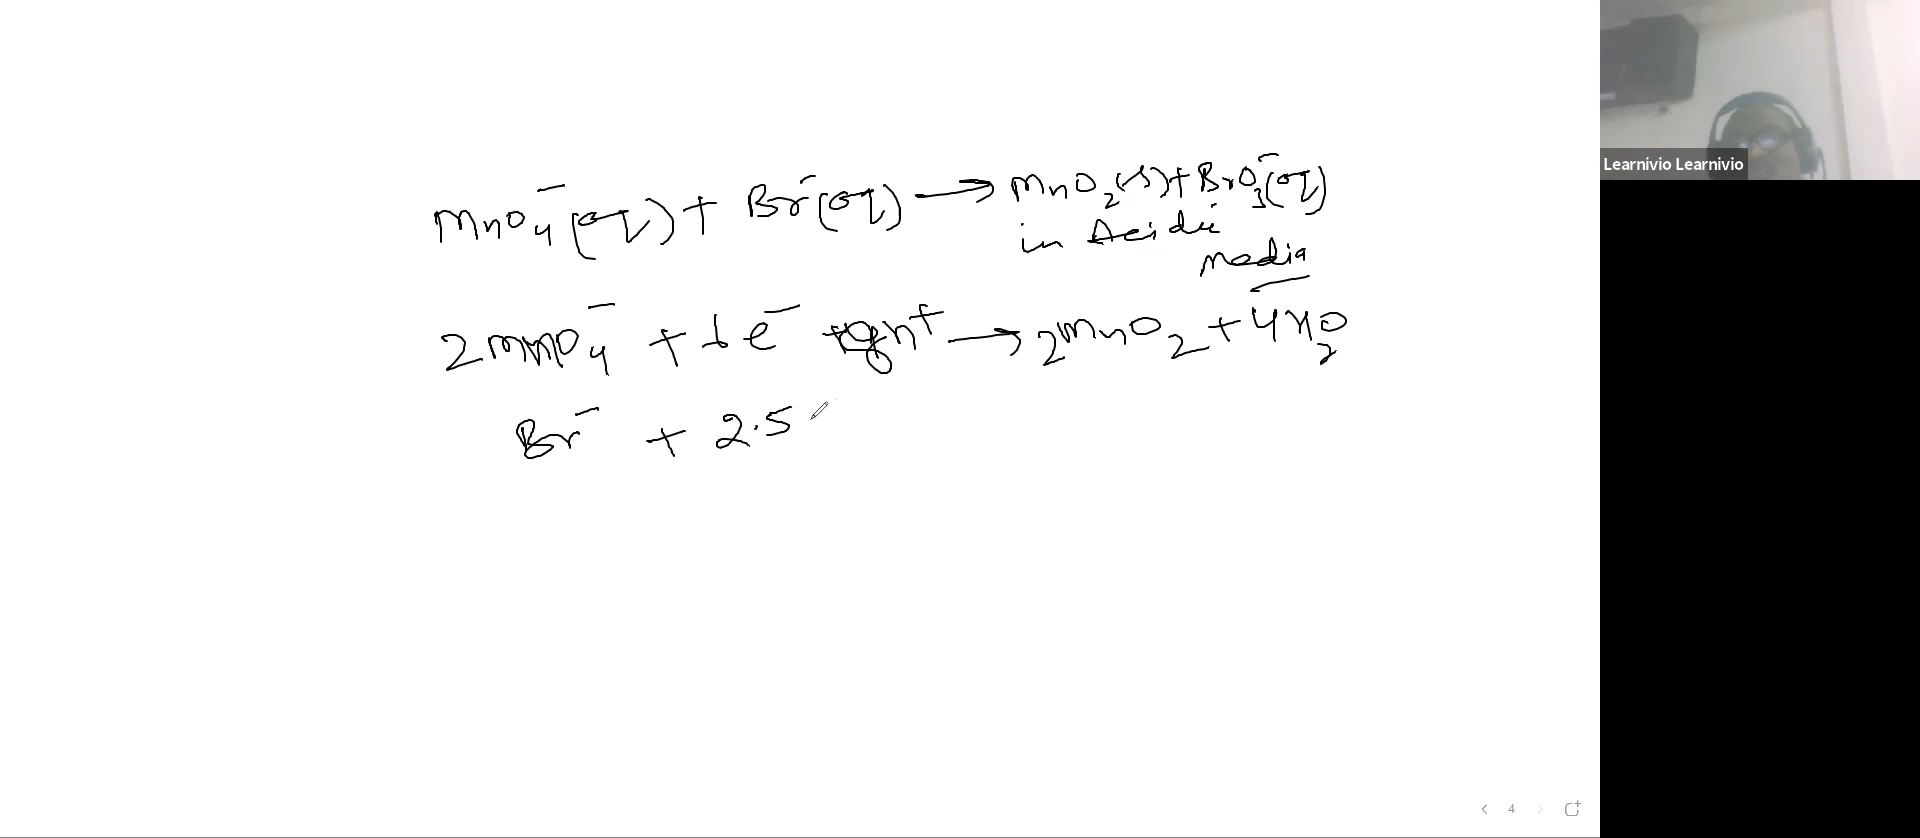 MnO₄⁻(aq) + Br⁻(aq) → MnO₂(s) + BrO₃⁻(aq)
in Acidic
media
2MnO₄⁻ + 6e⁻ + 8H⁺ → 2MnO₂ + 4H₂O
Br⁻ + 2.5
Learnivio Learnivio
4